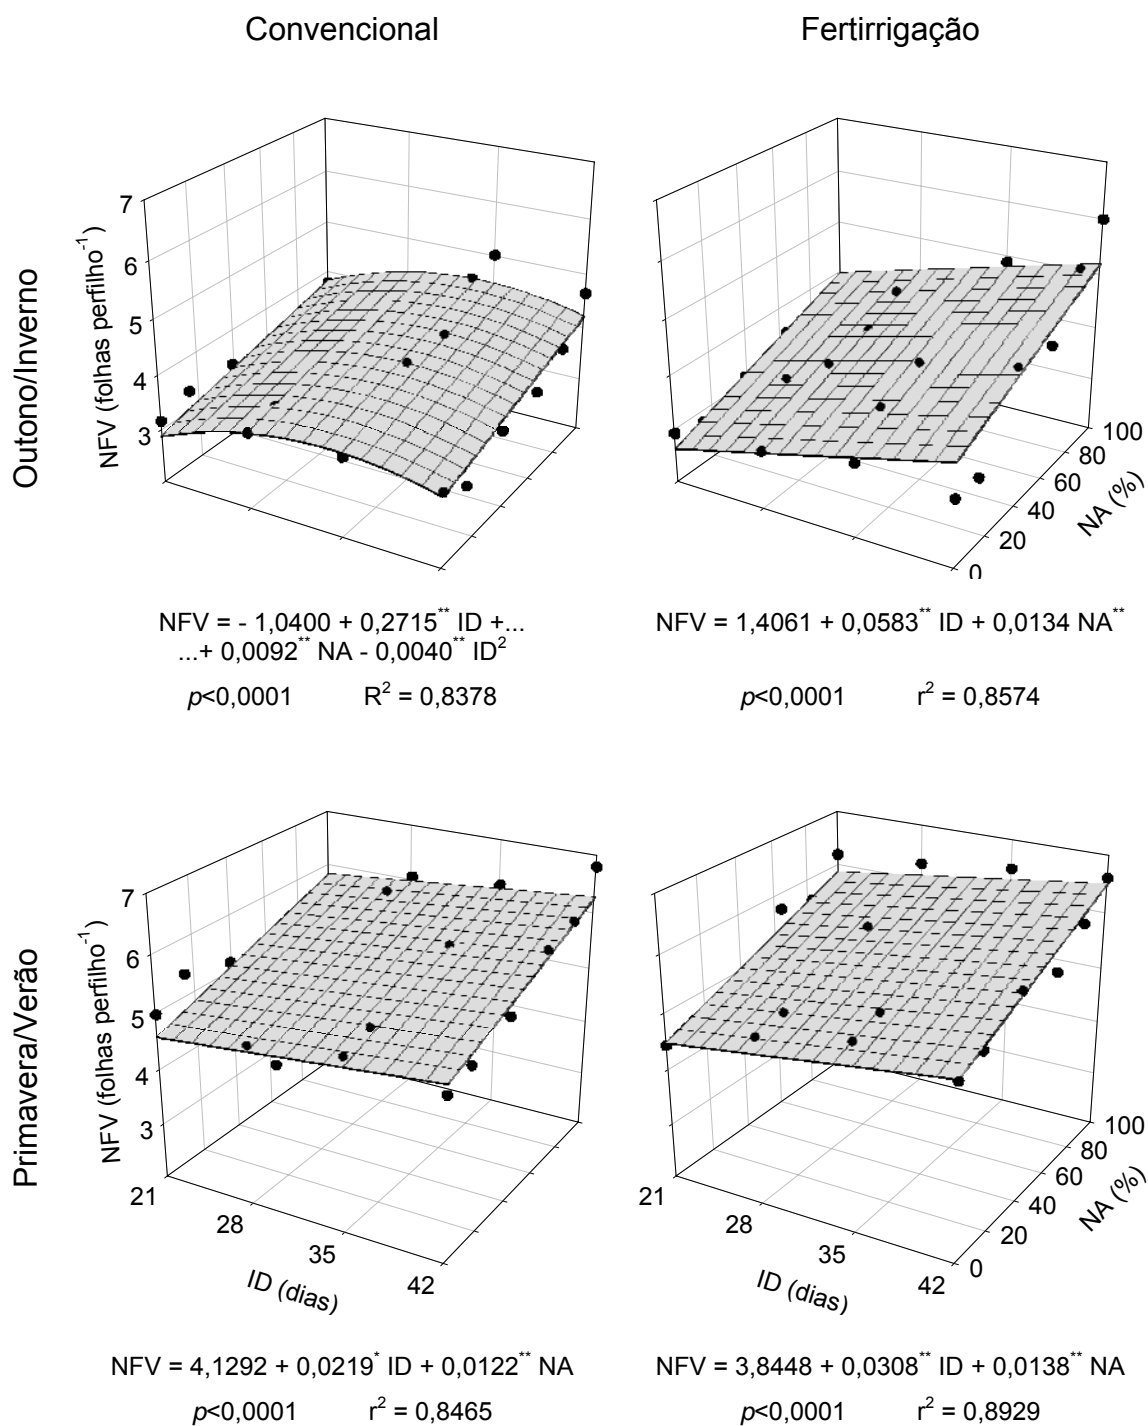 Convencional
Fertirrigação
Outono/Inverno
NFV (folhas perfilho⁻¹)
7
6
5
4
3
100
80
60
40
20
0
NA (%)
NFV = - 1,0400 + 0,2715** ID +...
...+ 0,0092** NA - 0,0040** ID²
p<0,0001 R² = 0,8378
NFV = 1,4061 + 0,0583** ID + 0,0134 NA**
p<0,0001 r² = 0,8574
Primavera/Verão
NFV (folhas perfilho⁻¹)
7
6
5
4
3
21
28
35
42
ID (dias)
21
28
35
42
ID (dias)
100
80
60
40
20
0
NA (%)
NFV = 4,1292 + 0,0219* ID + 0,0122** NA
p<0,0001 r² = 0,8465
NFV = 3,8448 + 0,0308** ID + 0,0138** NA
p<0,0001 r² = 0,8929